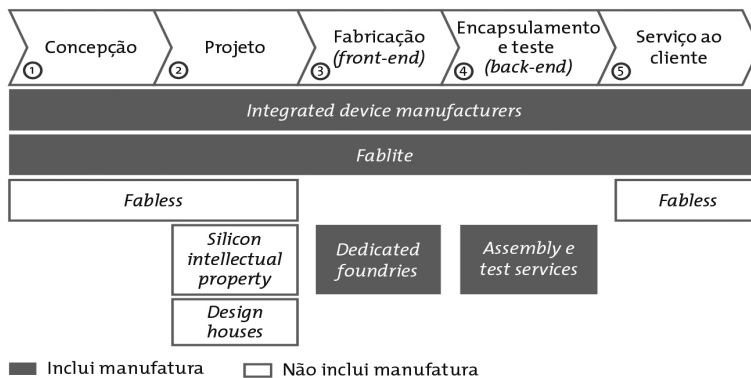 Concepção
1
Projeto
2
Fabricação
(front-end)
3
Encapsulamento
e teste
(back-end)
4
Serviço ao
cliente
5
Integrated device manufacturers
Fablite
Fabless
Fabless
Silicon
intellectual
property
Dedicated
foundries
Assembly e
test services
Design
houses
Inclui manufatura
Não inclui manufatura